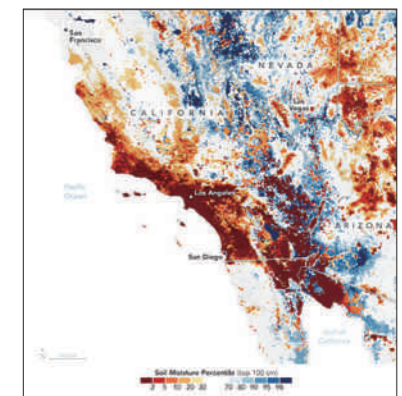 San
Francisco
NEVADA
Las
Vegas
CALIFORNIA
Pacific
Ocean
Los Angeles
ARIZONA
San Diego
Gulf of
California
Soil Moisture Percentile (top 100 cm)
2 5 10 20 30 70 80 90 95 98